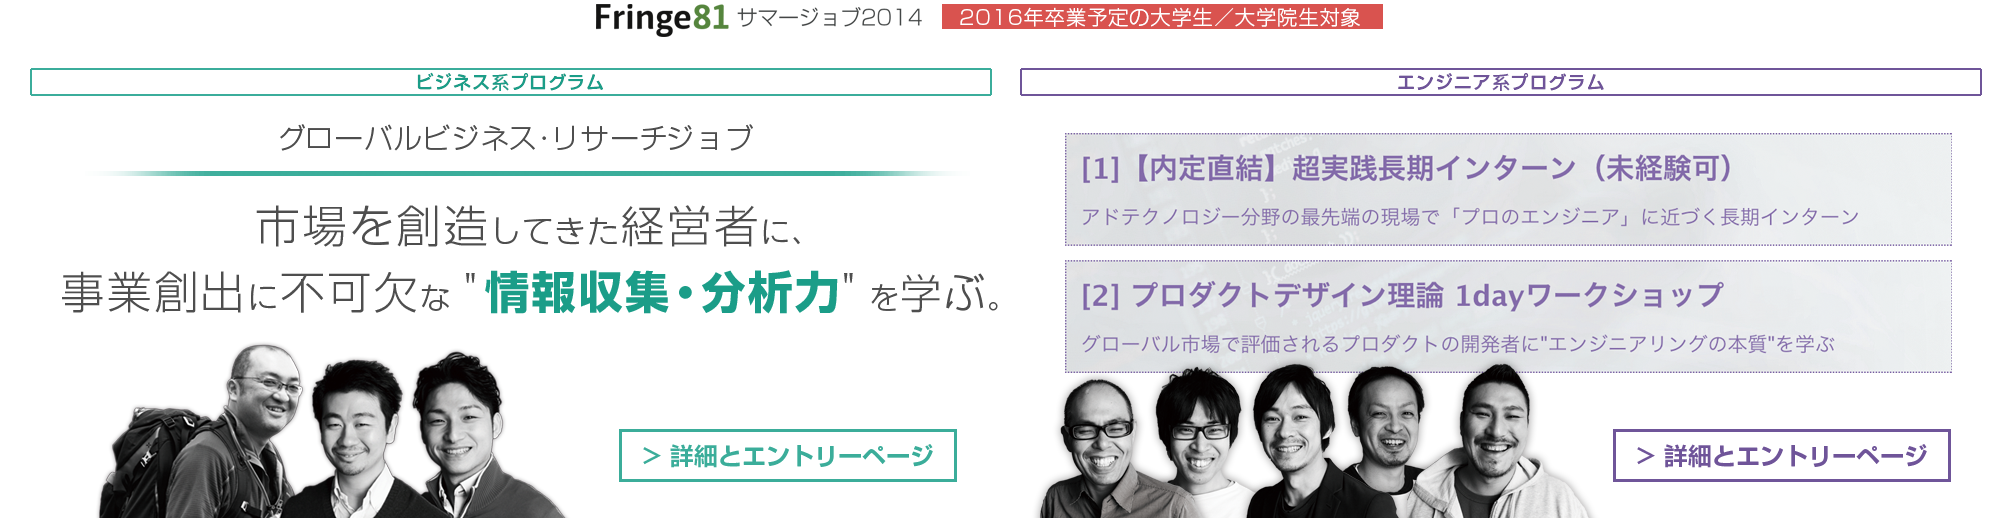 Fringe81 サマージョブ2014 2016年卒業予定の大学生／大学院生対象
ビジネス系プログラム
グローバルビジネス･リサーチジョブ
市場を創造してきた経営者に、
事業創出に不可欠な "情報収集・分析力" を学ぶ。
> 詳細とエントリーページ
エンジニア系プログラム
[1]【内定直結】超実践長期インターン（未経験可）
アドテクノロジー分野の最先端の現場で「プロのエンジニア」に近づく長期インターン
[2] プロダクトデザイン理論 1dayワークショップ
グローバル市場で評価されるプロダクトの開発者に"エンジニアリングの本質"を学ぶ
> 詳細とエントリーページ